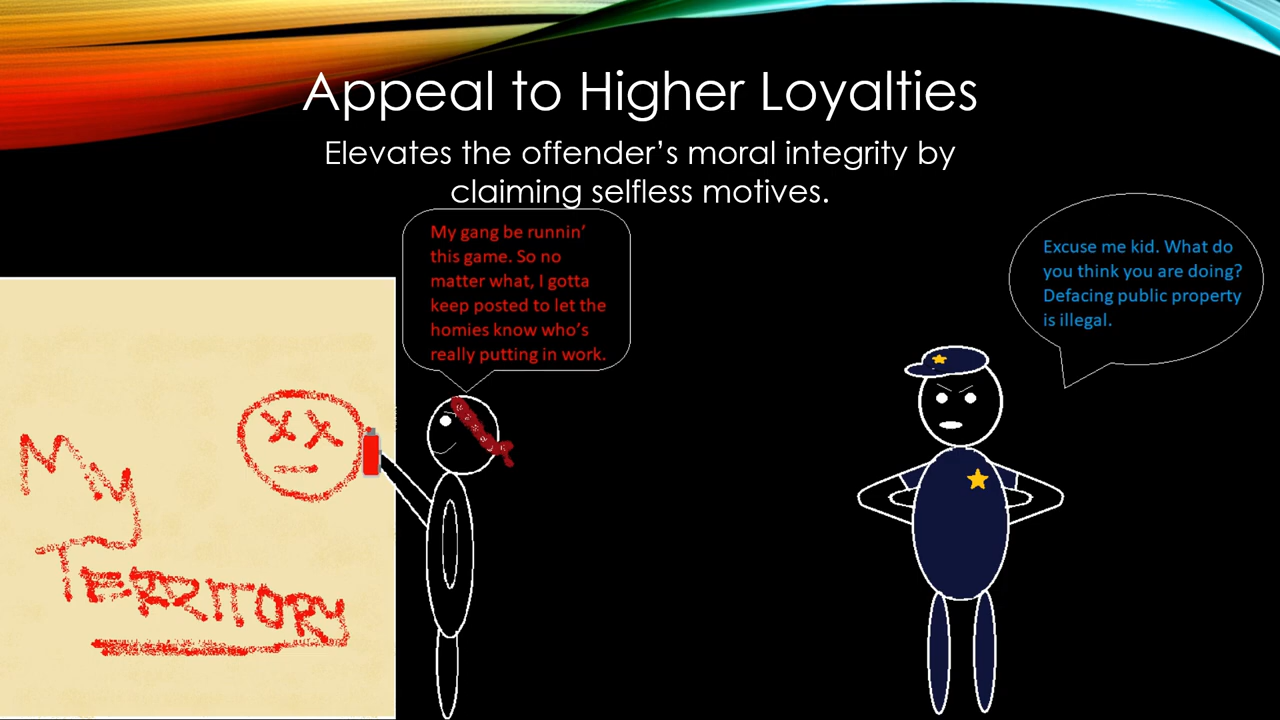 Appeal to Higher Loyalties
Elevates the offender’s moral integrity by
claiming selfless motives.
My gang be runnin’
this game. So no
matter what, I gotta
keep posted to let the
homies know who’s
really putting in work.
Excuse me kid. What do
you think you are doing?
Defacing public property
is illegal.
My
TERRITORY